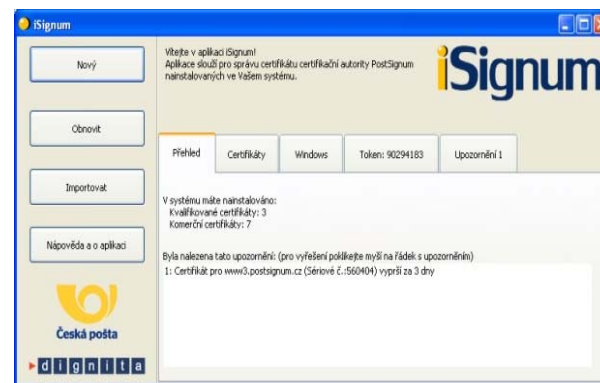 iSignum
Nový
Obnovit
Importovat
Nápověda a o aplikaci
Česká pošta
dignita
Vítejte v aplikaci iSignum!
Aplikace slouží pro správu certifikátu certifikační autority PostSignum
nainstalovaných ve Vašem systému.
iSignum
Přehled
Certifikáty
Windows
Token: 90294183
Upozornění 1
V systému máte nainstalováno:
Kvalifikované certifikáty: 3
Komerční certifikáty: 7
Byla nalezena tato upozornění: (pro vyřešení poklikejte myší na řádek s upozorněním)
1: Certifikát pro www3.postsignum.cz (Sériové č.:560404) vyprší za 3 dny